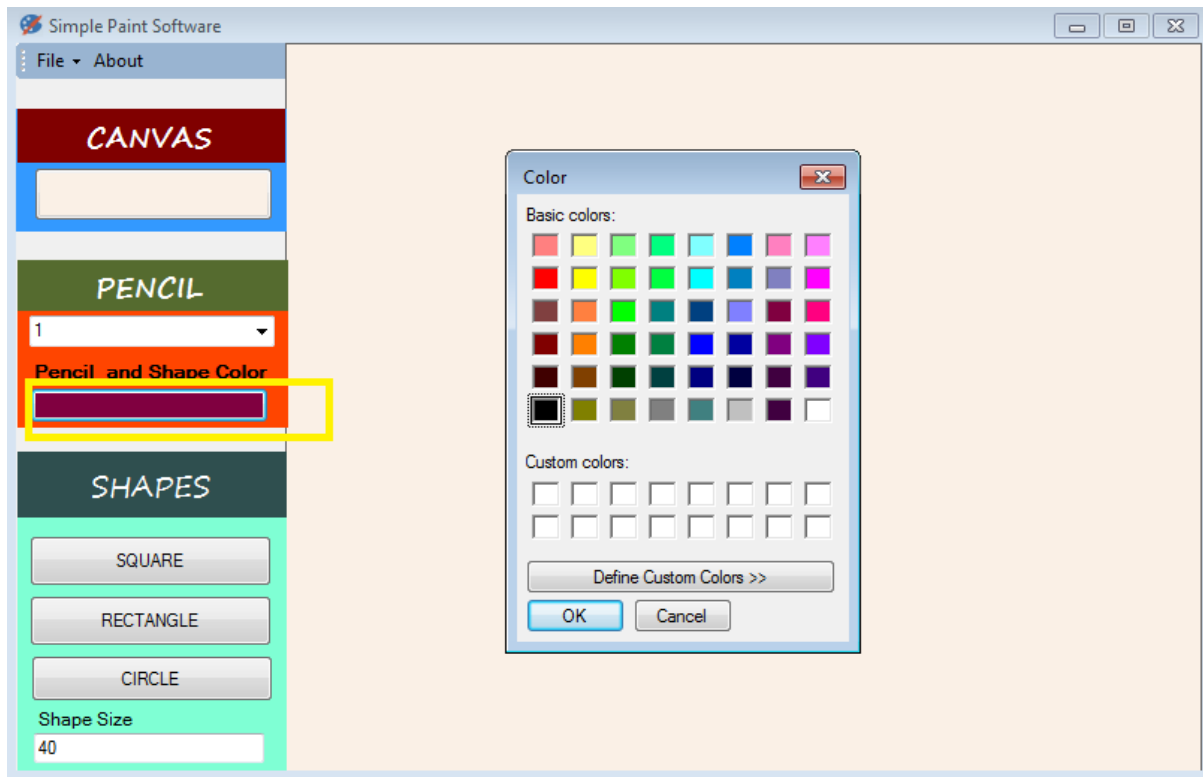 Simple Paint Software
File About
CANVAS
PENCIL
1
Pencil and Shape Color
SHAPES
SQUARE
RECTANGLE
CIRCLE
Shape Size
40
Color
Basic colors:
Custom colors:
Define Custom Colors >>
OK Cancel